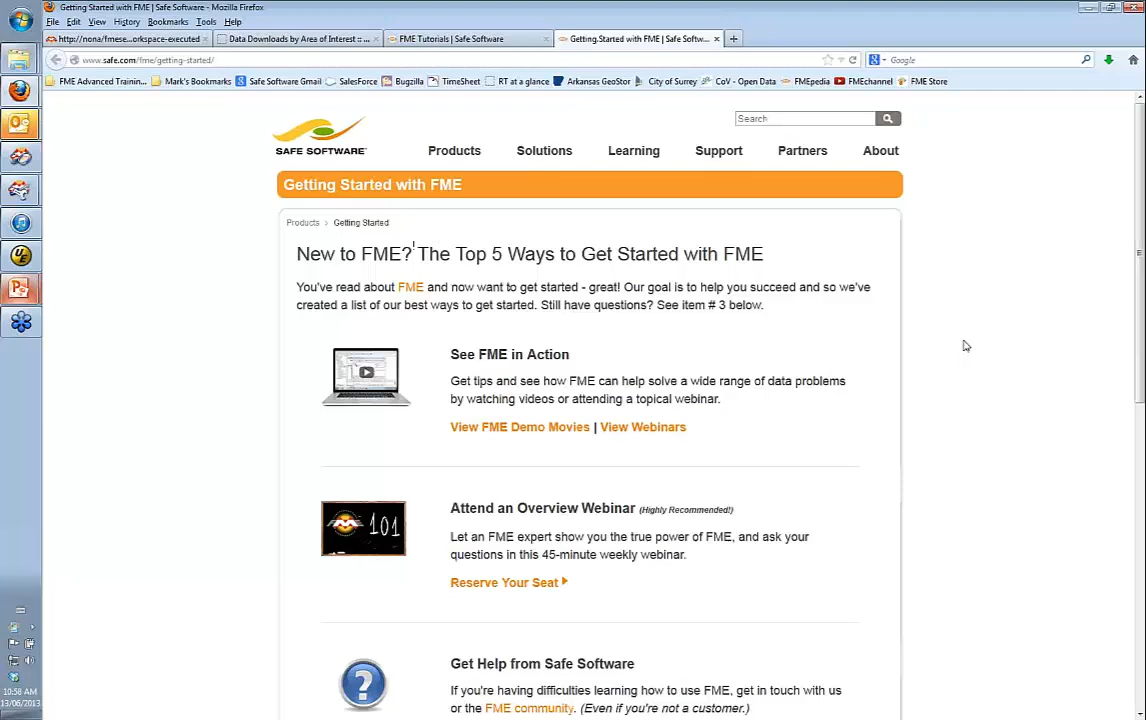 Getting Started with FME | Safe Software - Mozilla Firefox
File Edit View History Bookmarks Tools Help
http://nona/fmese...orkspace-executed
Data Downloads by Area of Interest :: ...
FME Tutorials | Safe Software
Getting Started with FME | Safe Softw...
www.safe.com/fme/getting-started/
Google
FME Advanced Trainin... Mark's Bookmarks Safe Software Gmail SalesForce Bugzilla TimeSheet RT at a glance Arkansas GeoStor City of Surrey CoV - Open Data FMEpedia FMEchannel FME Store
SAFE SOFTWARE
Search
Products Solutions Learning Support Partners About
Getting Started with FME
Products > Getting Started
New to FME? The Top 5 Ways to Get Started with FME
You've read about FME and now want to get started - great! Our goal is to help you succeed and so we've
created a list of our best ways to get started. Still have questions? See item # 3 below.
See FME in Action
Get tips and see how FME can help solve a wide range of data problems
by watching videos or attending a topical webinar.
View FME Demo Movies | View Webinars
101
Attend an Overview Webinar (Highly Recommended!)
Let an FME expert show you the true power of FME, and ask your
questions in this 45-minute weekly webinar.
Reserve Your Seat
?
Get Help from Safe Software
If you're having difficulties learning how to use FME, get in touch with us
or the FME community. (Even if you're not a customer.)
10:58 AM
13/06/2013